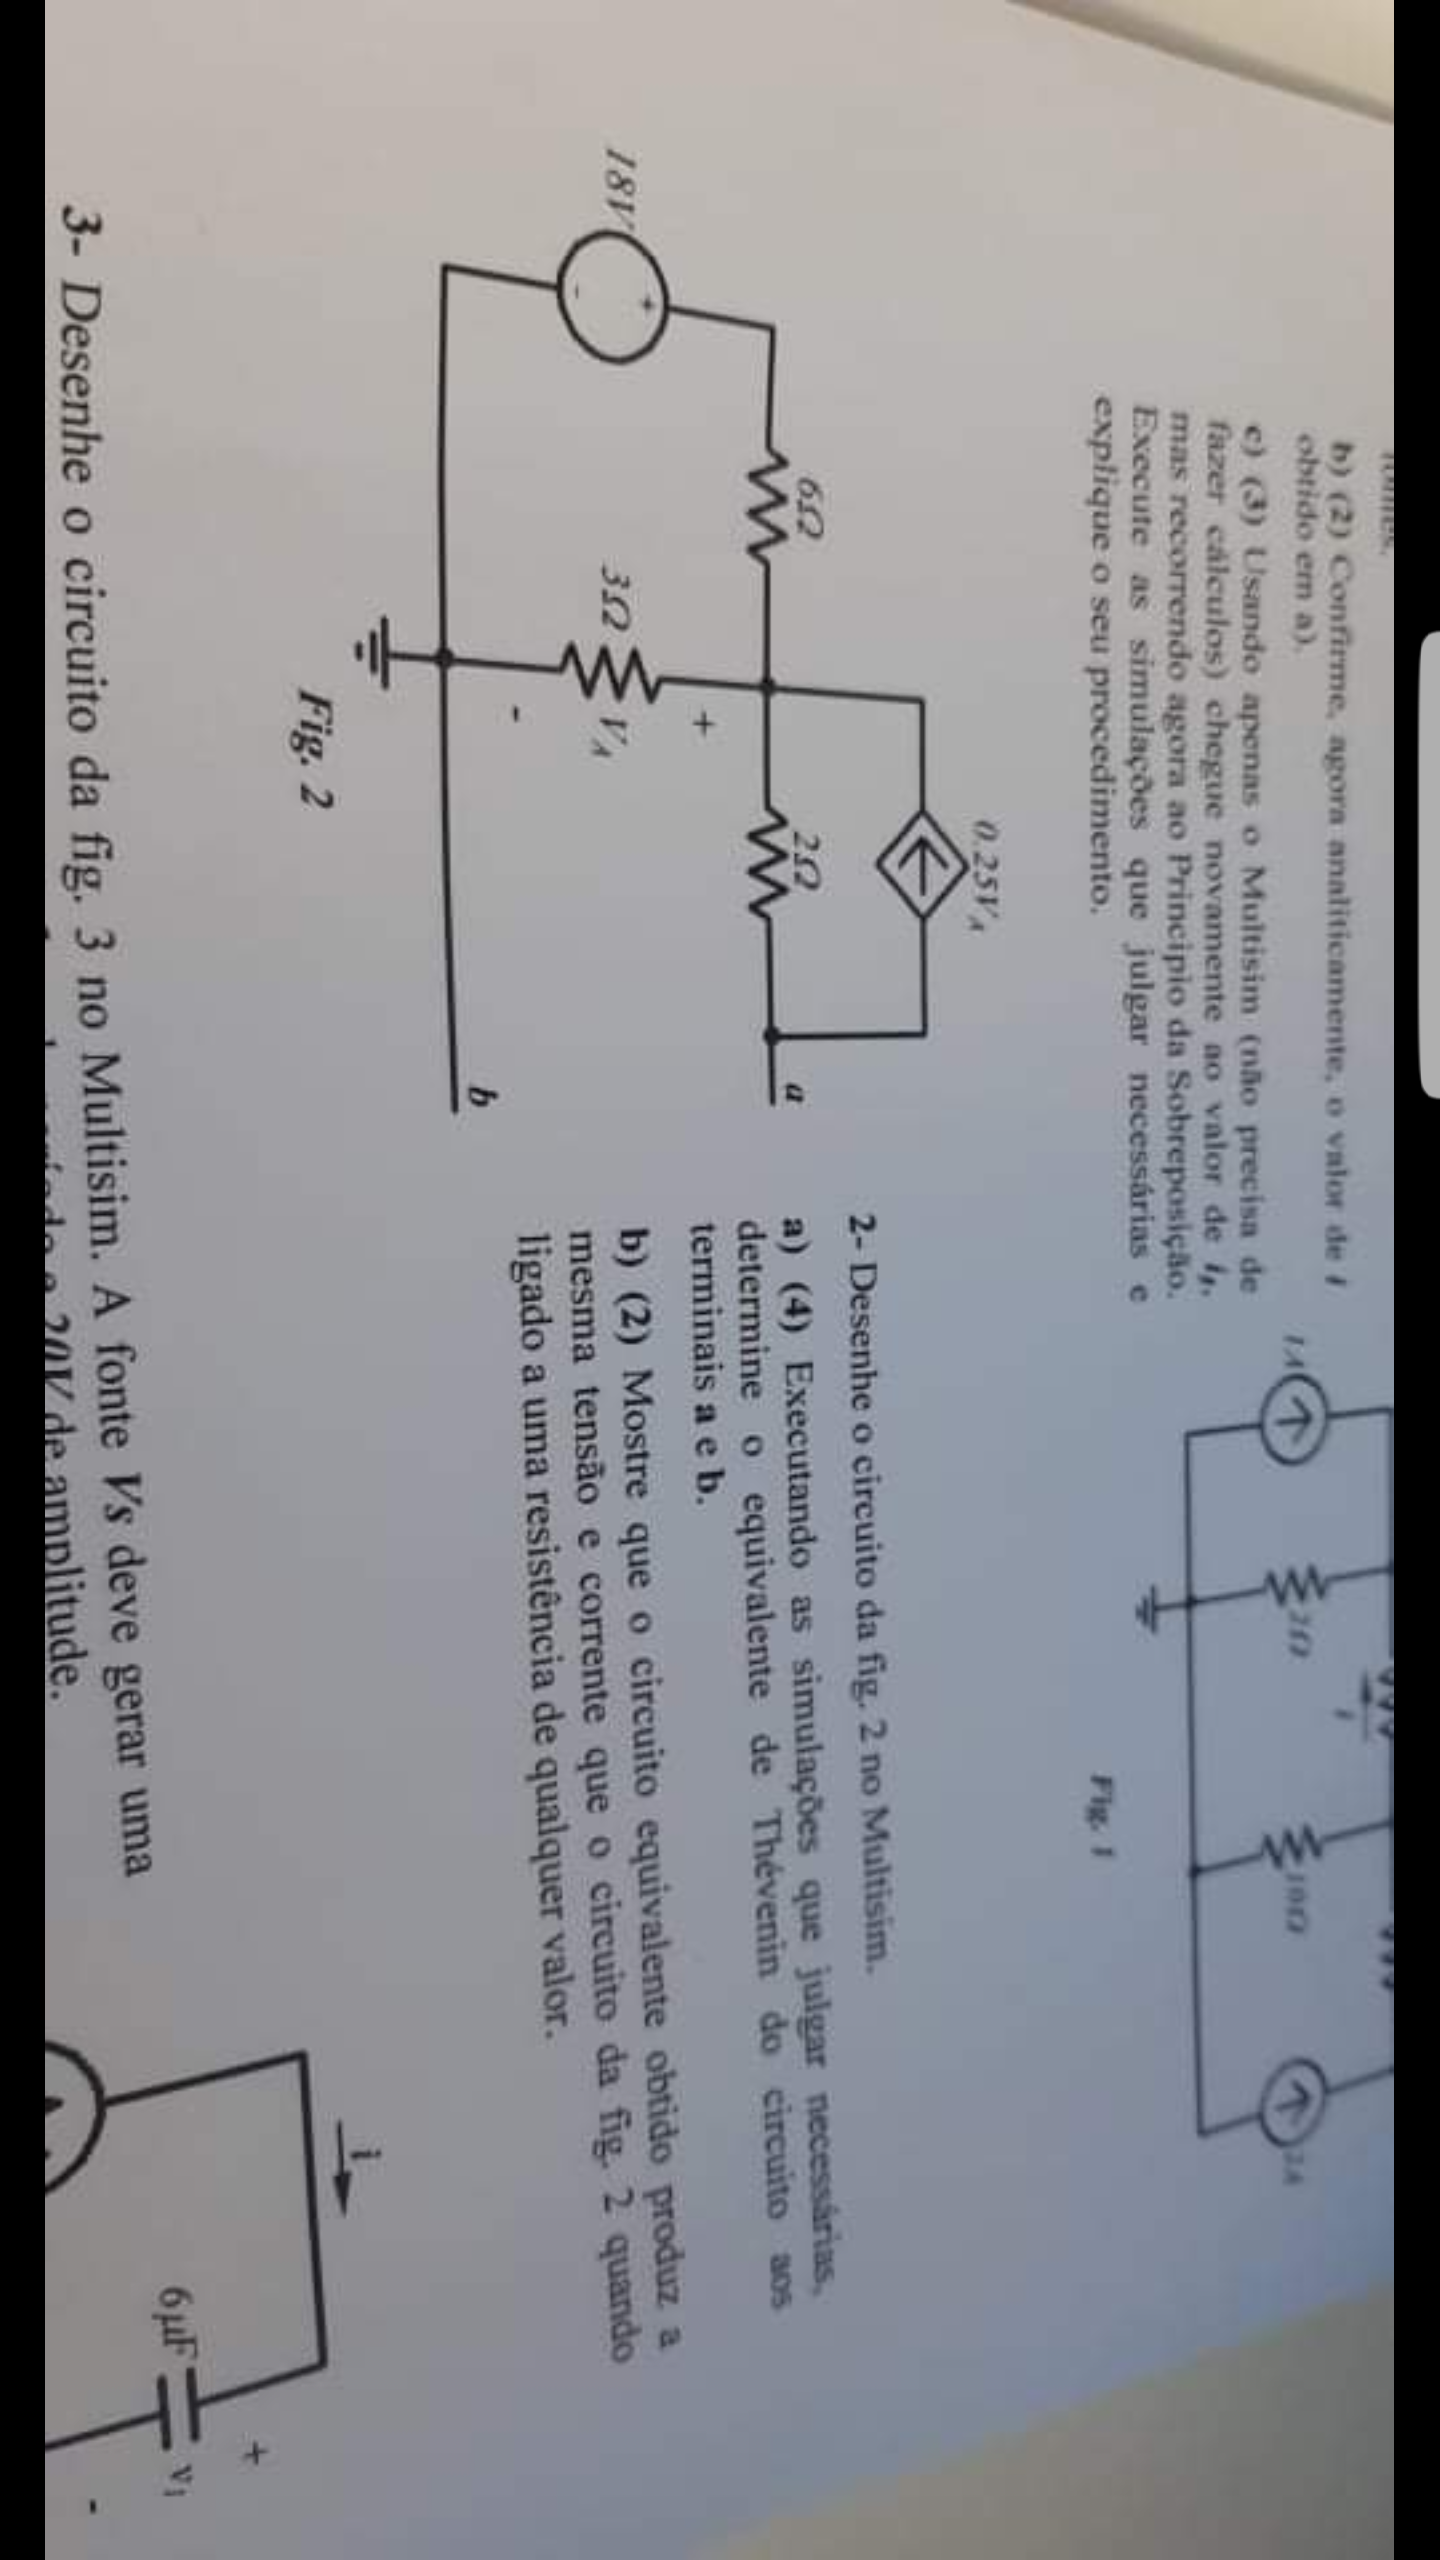 b) (2) Confirme, agora analiticamente, o valor de i
obtido em a).
c) (3) Usando apenas o Multisim (não precisa de
fazer cálculos) chegue novamente ao valor de i₁,
mas recorrendo agora ao Principio da Sobreposição.
Execute as simulações que julgar necessárias e
explique o seu procedimento.
1A
2Ω
i
10Ω
2A
Fig. 1
0.25V_A
6Ω
2Ω
a
18V
+
-
3Ω
+
V_A
-
b
Fig. 2
2- Desenhe o circuito da fig. 2 no Multisim.
a) (4) Executando as simulações que julgar necessárias,
determine o equivalente de Thévenin do circuito aos
terminais a e b.
b) (2) Mostre que o circuito equivalente obtido produz a
mesma tensão e corrente que o circuito da fig. 2 quando
ligado a uma resistência de qualquer valor.
3- Desenhe o circuito da fig. 3 no Multisim. A fonte Vs deve gerar uma
20V de amplitude.
i
6μF
+
v₁
-